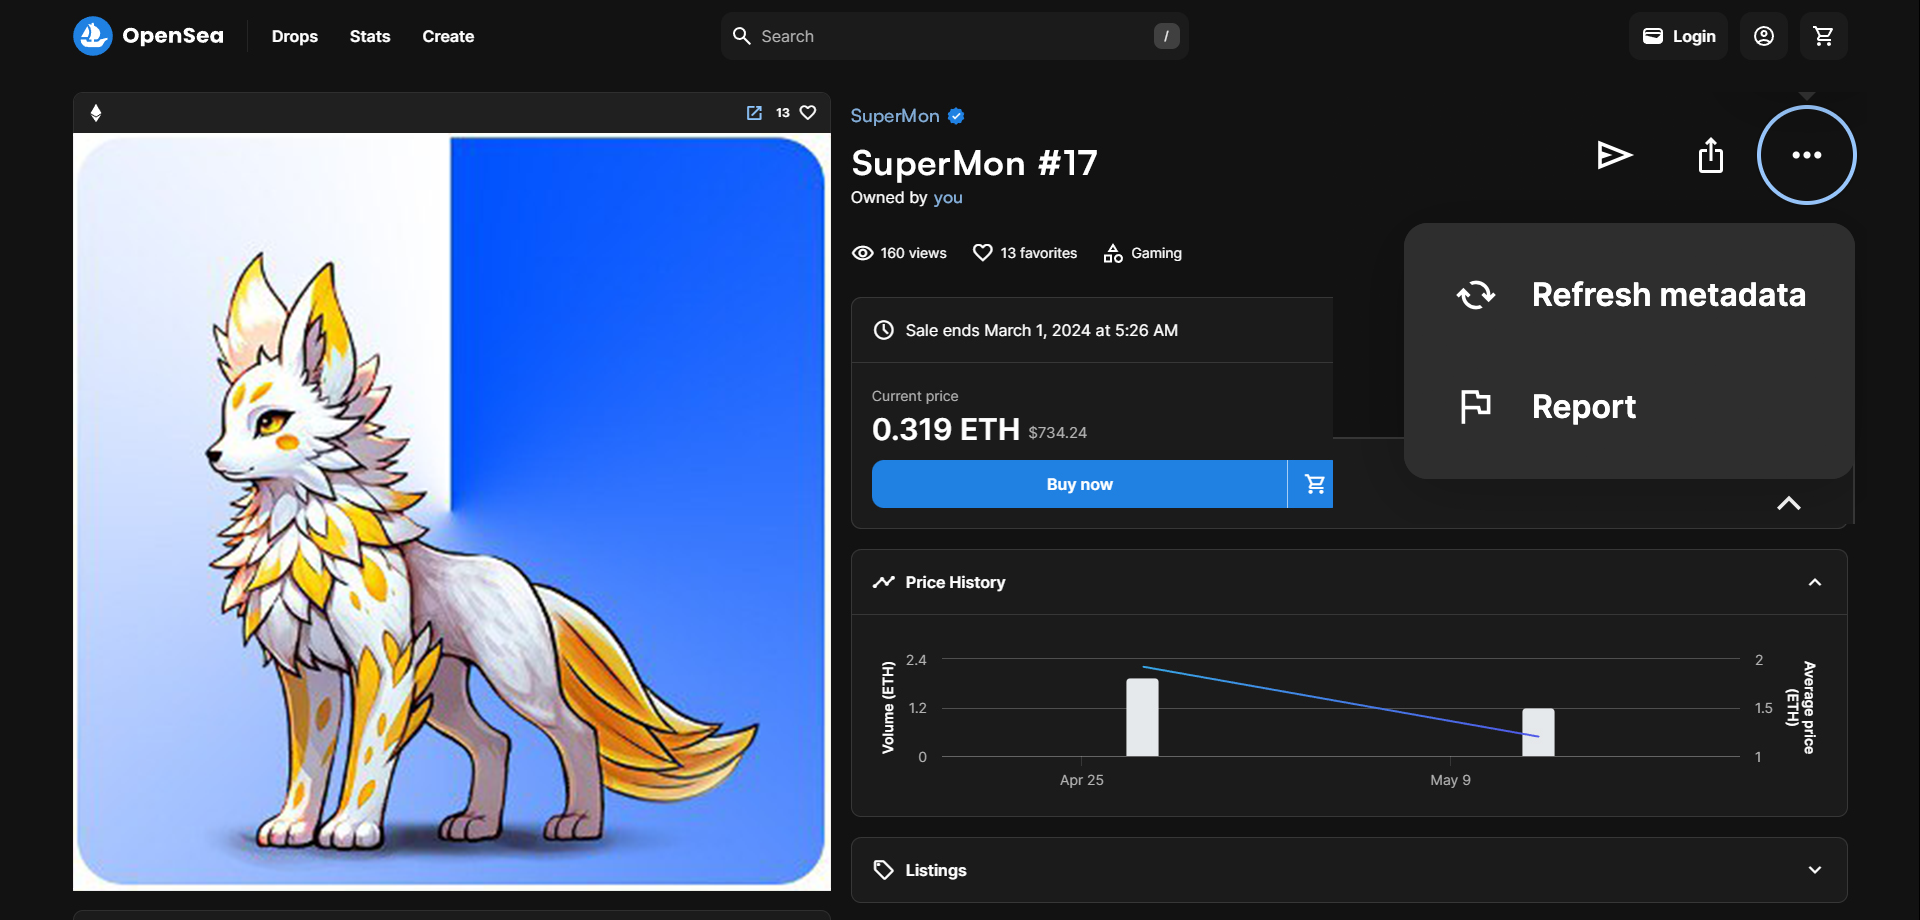 OpenSea
Drops
Stats
Create
Search
/
Login
13
SuperMon
SuperMon #17
Owned by you
160 views
13 favorites
Gaming
Refresh metadata
Report
Sale ends March 1, 2024 at 5:26 AM
Current price
0.319 ETH $734.24
Buy now
Price History
Volume (ETH)
2.4
1.2
0
2
1.5
1
Average price
(ETH)
Apr 25
May 9
Listings